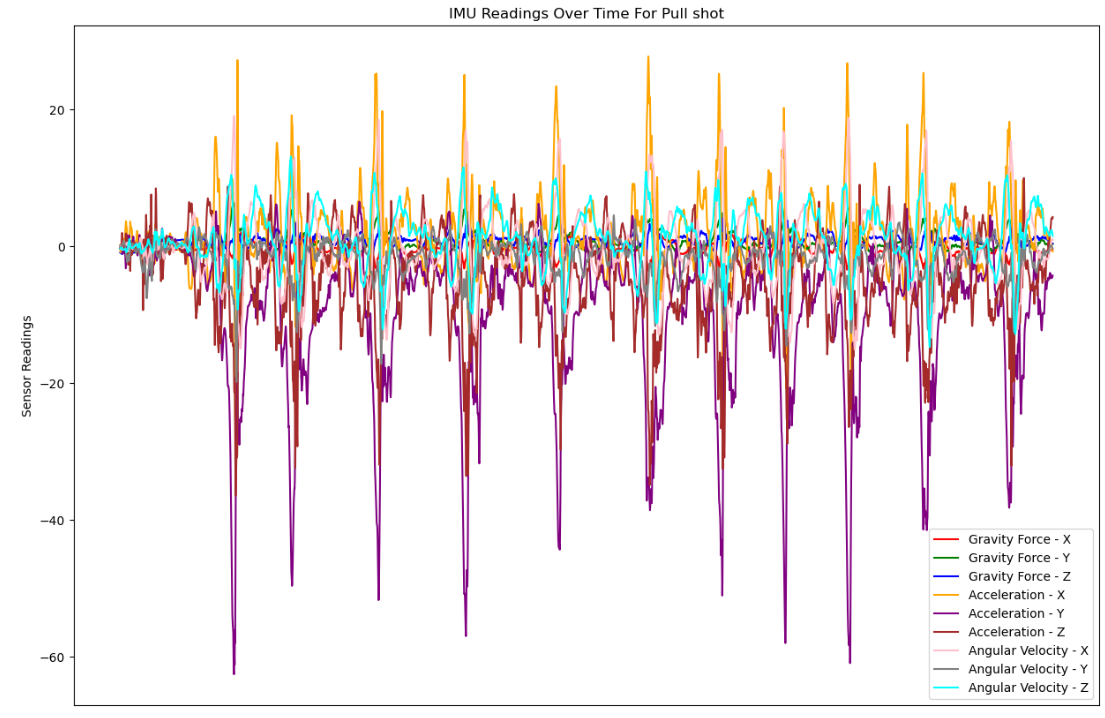 IMU Readings Over Time For Pull shot
20
0
−20
−40
−60
Sensor Readings
Gravity Force - X
Gravity Force - Y
Gravity Force - Z
Acceleration - X
Acceleration - Y
Acceleration - Z
Angular Velocity - X
Angular Velocity - Y
Angular Velocity - Z